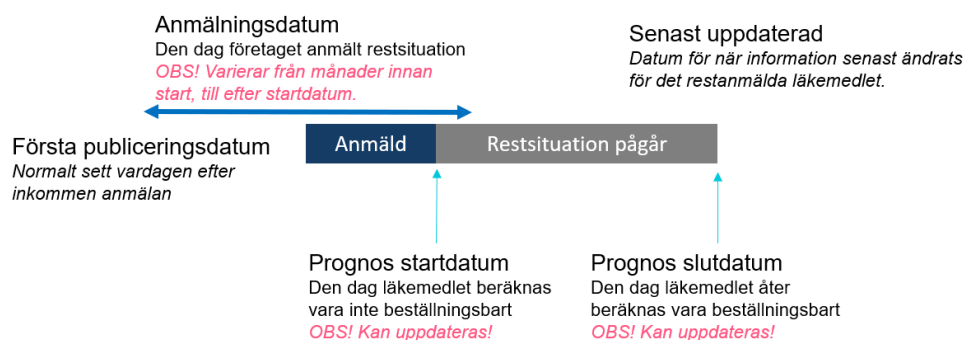 Anmälningsdatum
Den dag företaget anmält restsituation
OBS! Varierar från månader innan
start, till efter startdatum.
Senast uppdaterad
Datum för när information senast ändrats
för det restanmälda läkemedlet.
Första publiceringsdatum
Normalt sett vardagen efter
inkommen anmälan
Anmäld
Restsituation pågår
Prognos startdatum
Den dag läkemedlet beräknas
vara inte beställningsbart
OBS! Kan uppdateras!
Prognos slutdatum
Den dag läkemedlet åter
beräknas vara beställningsbart
OBS! Kan uppdateras!